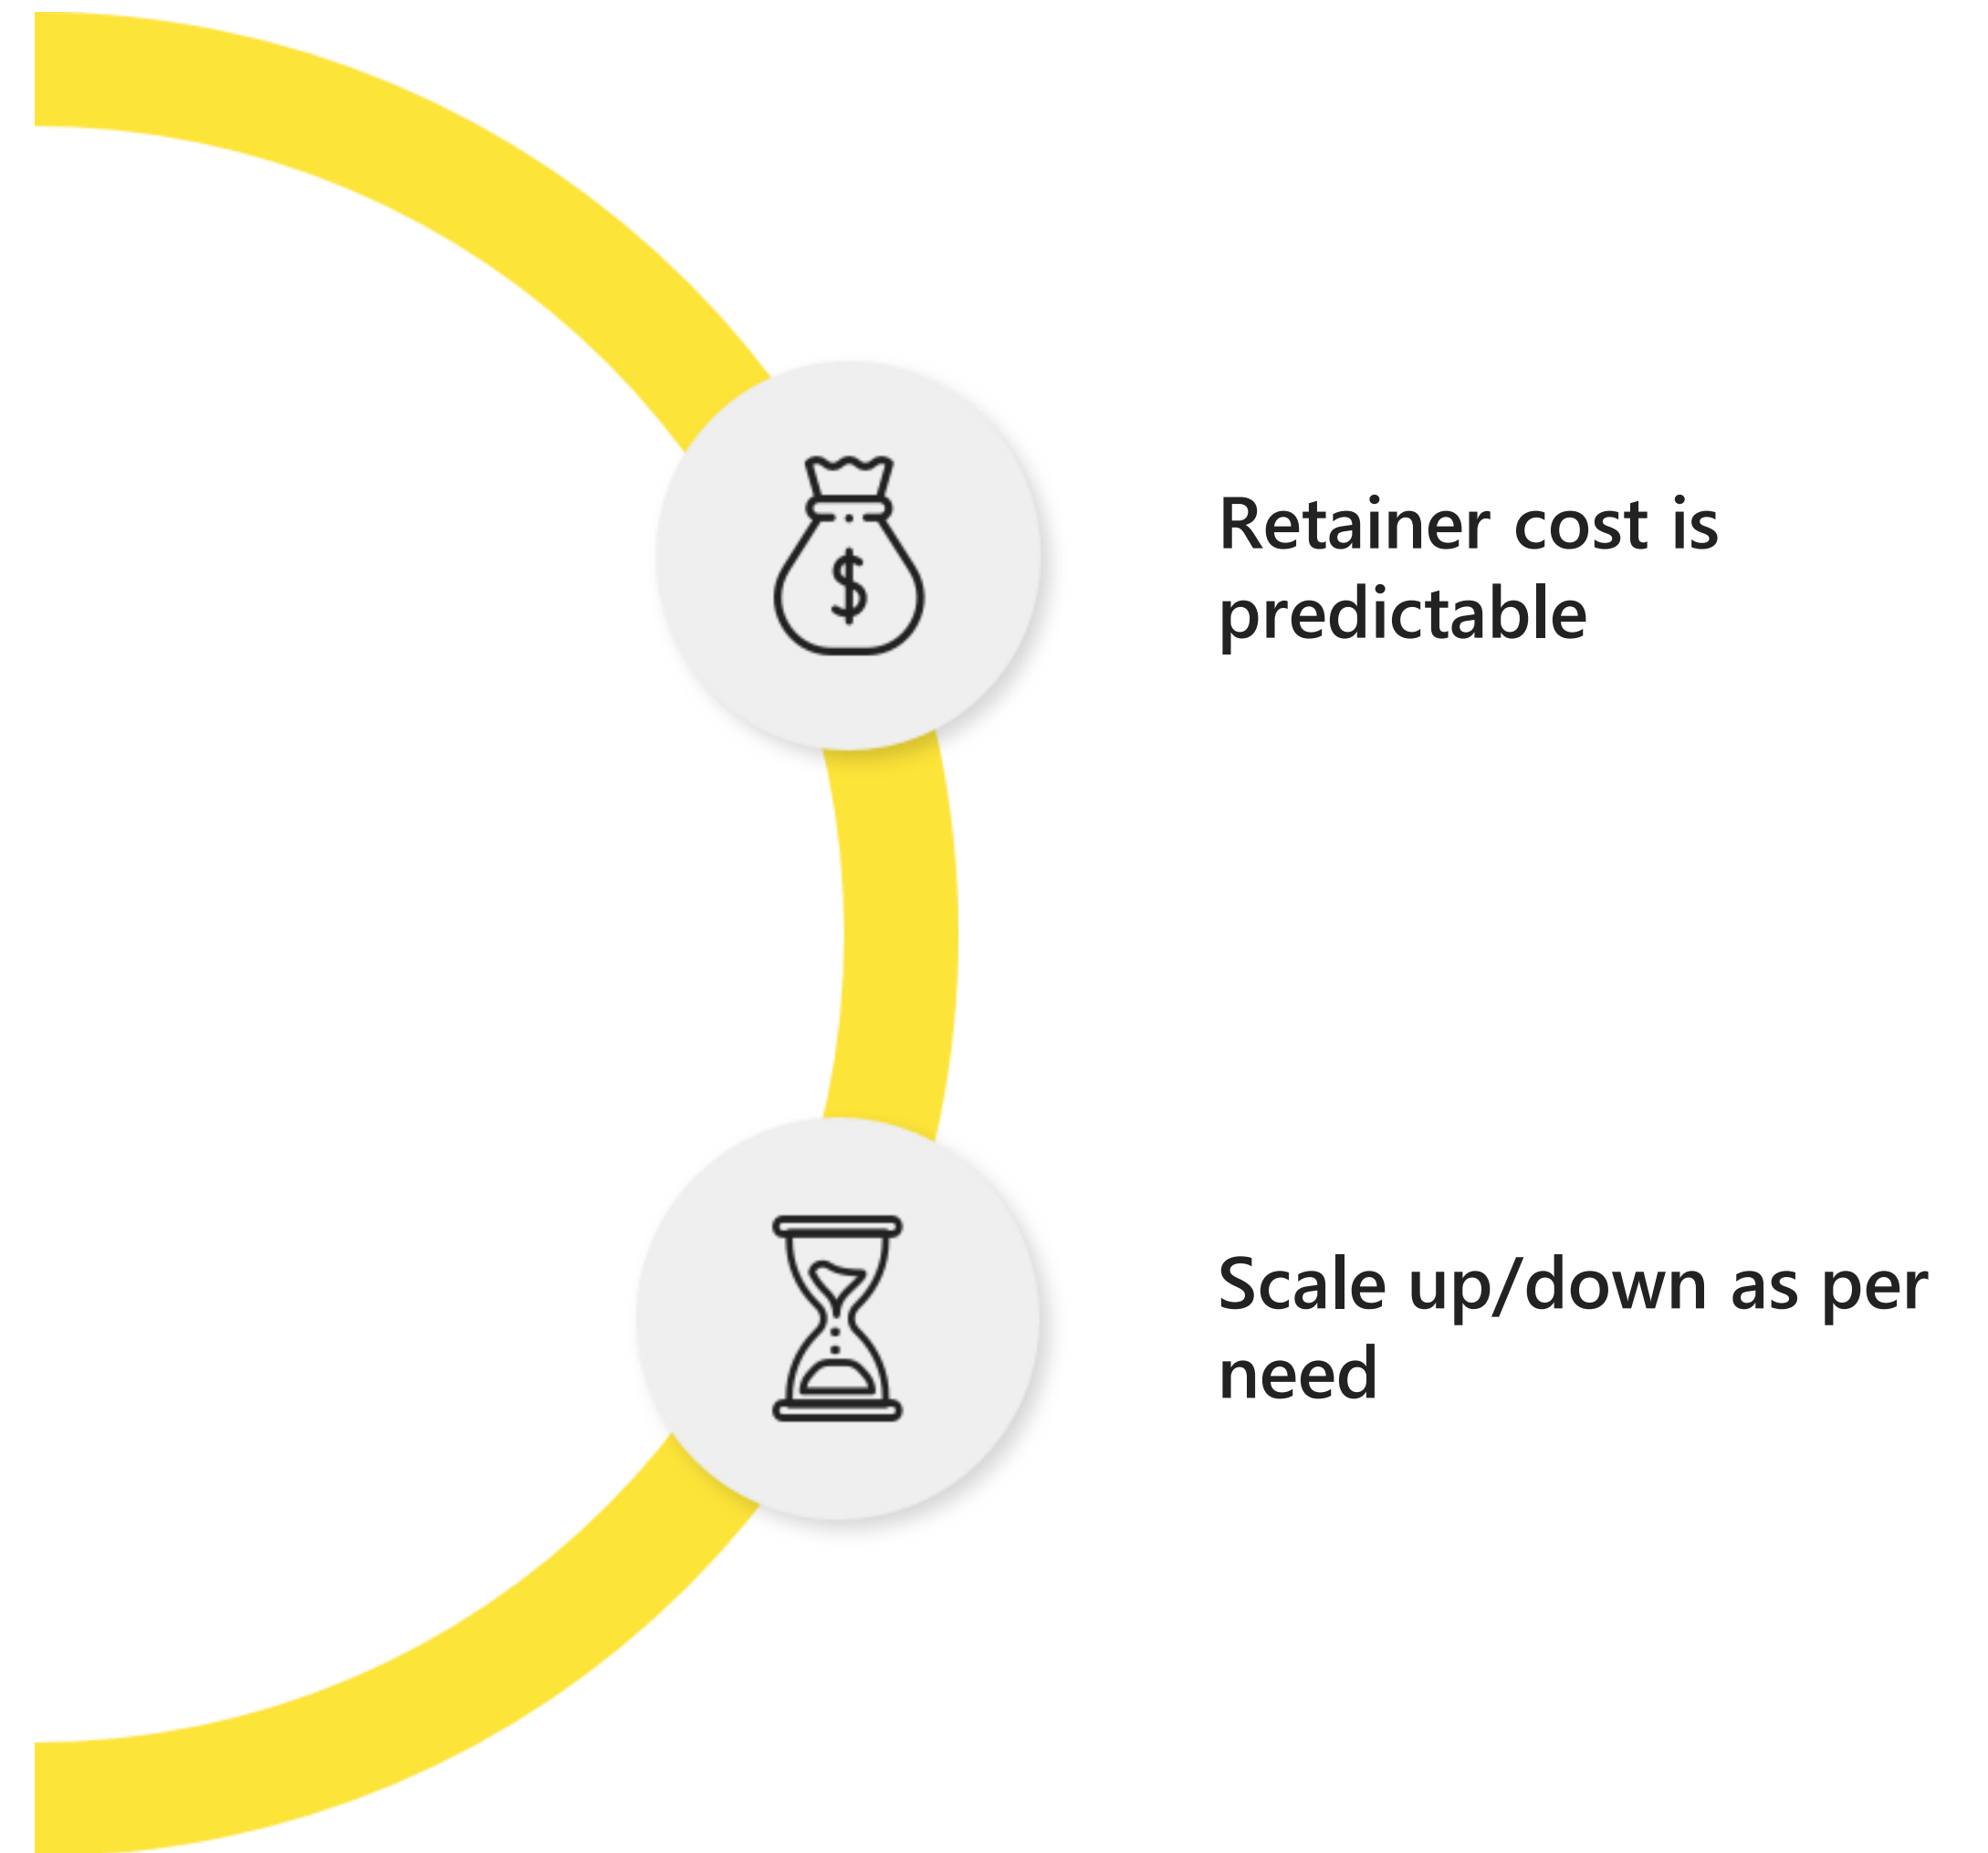 Retainer cost is
predictable
Scale up/down as per
need